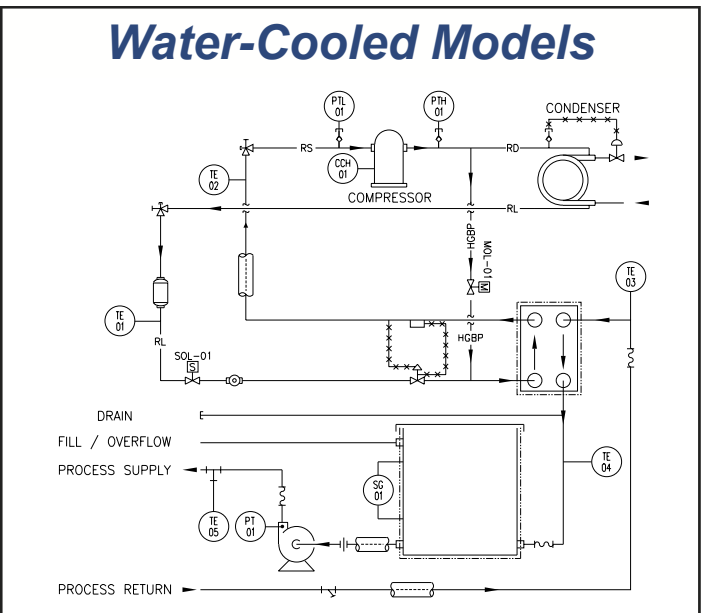 Water-Cooled Models
PTL 01
PTH 01
CONDENSER
RS
RD
CCH 01
TE 02
COMPRESSOR
RL
HGBP
MOL-01
M
TE 03
TE 01
RL
HGBP
SOL-01
S
DRAIN
FILL / OVERFLOW
PROCESS SUPPLY
SG 01
TE 04
TE 05
PT 01
PROCESS RETURN